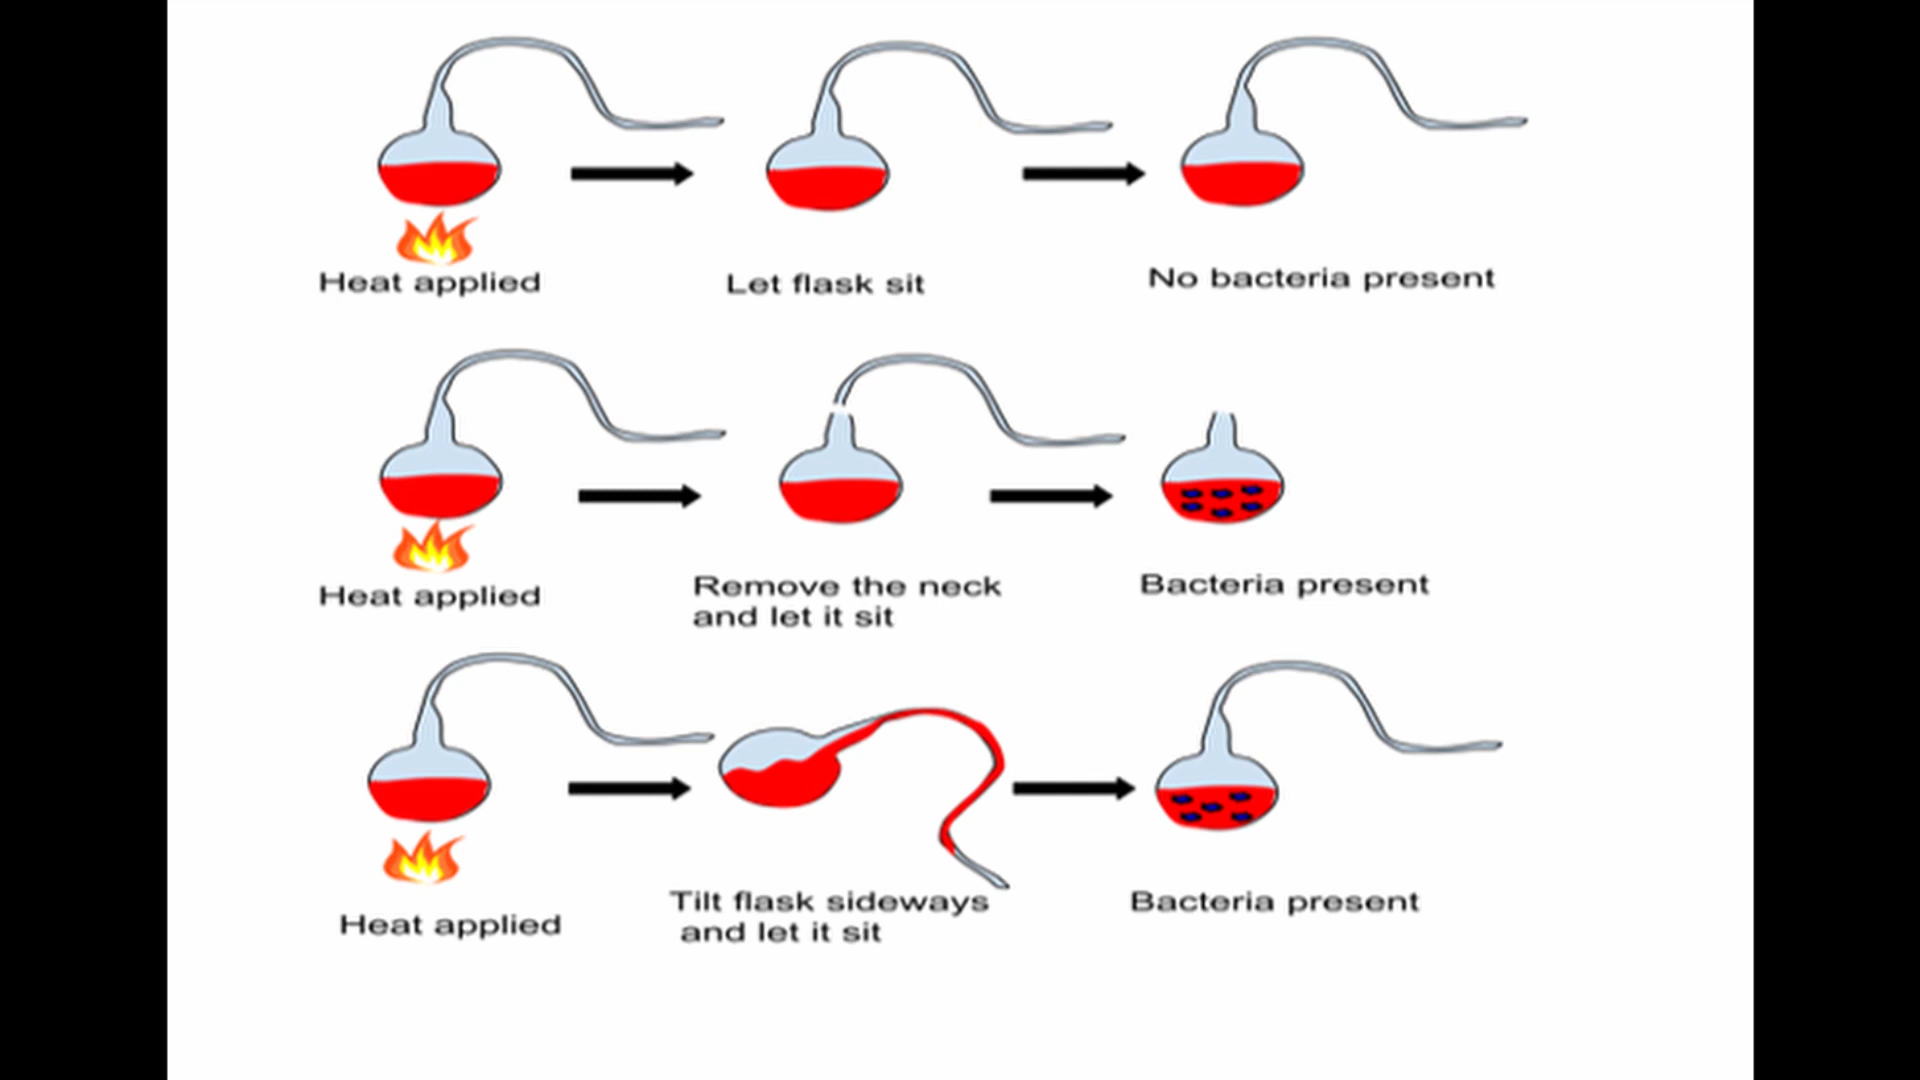 Heat applied
Let flask sit
No bacteria present
Heat applied
Remove the neck
and let it sit
Bacteria present
Heat applied
Tilt flask sideways
and let it sit
Bacteria present